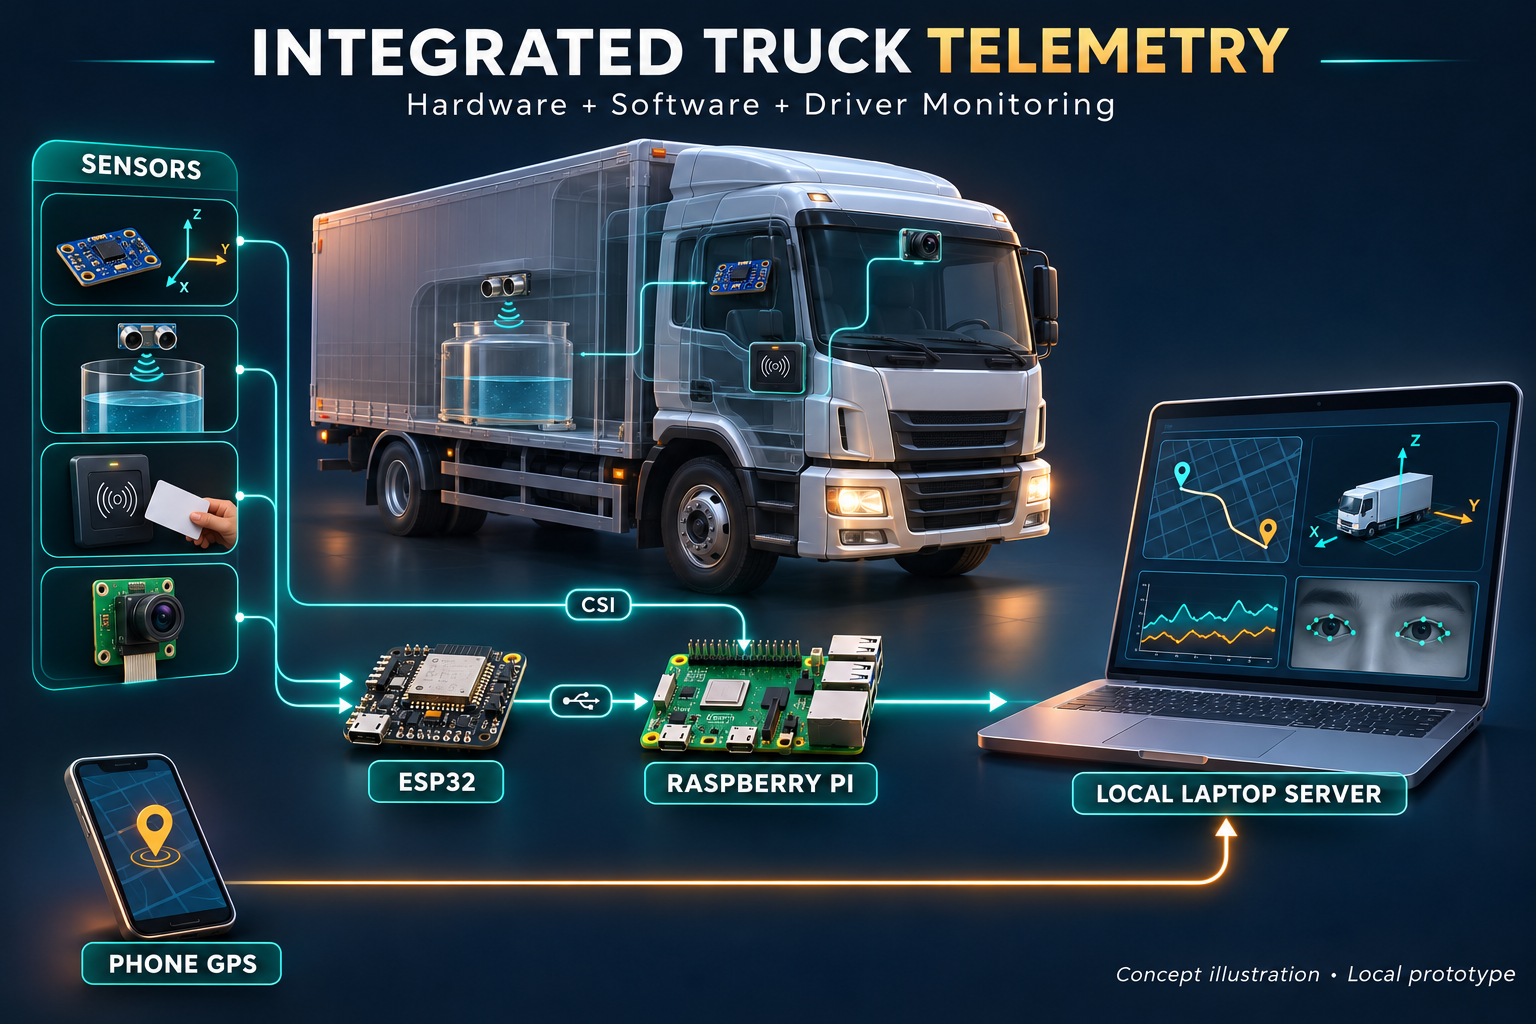 INTEGRATED TRUCK TELEMETRY
Hardware + Software + Driver Monitoring
SENSORS
Z
Y
X
CSI
ESP32
RASPBERRY PI
Z
Y
X
LOCAL LAPTOP SERVER
PHONE GPS
Concept illustration • Local prototype